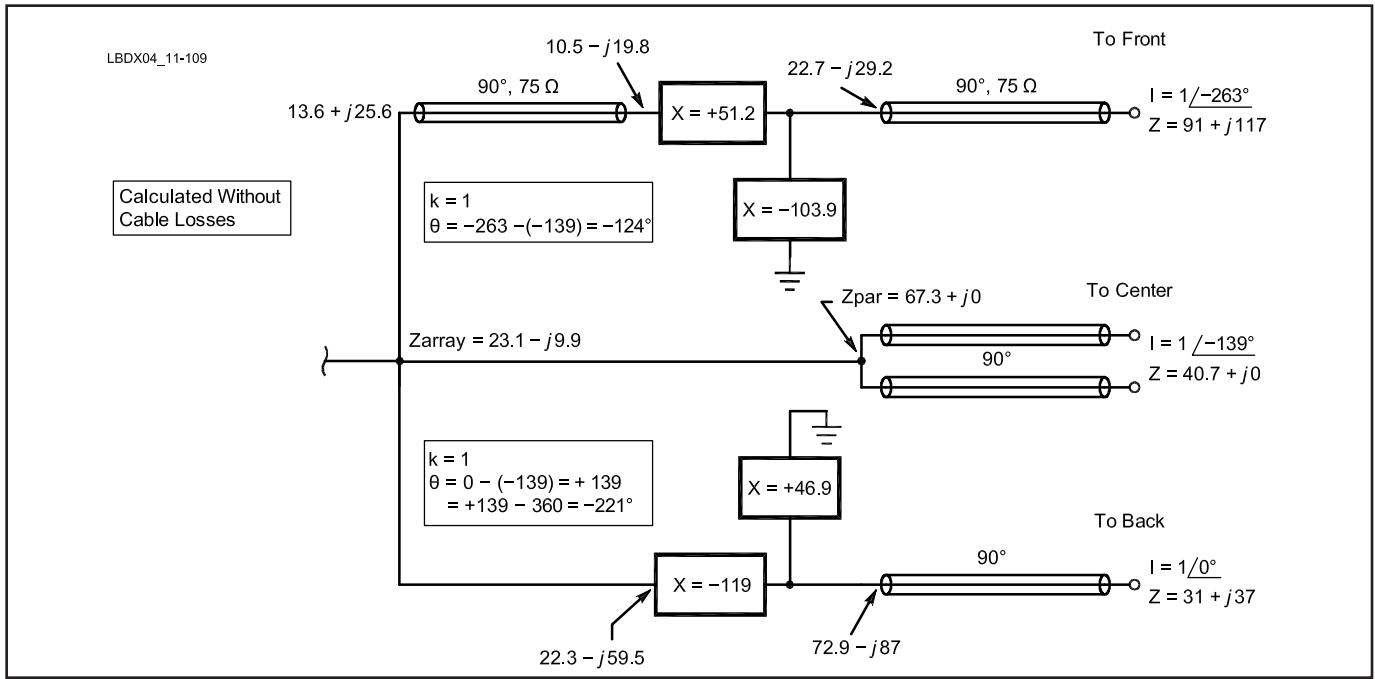 LBDX04_11-109
10.5 – j19.8
To Front
22.7 – j29.2
90°, 75 Ω
90°, 75 Ω
I = 1/–263°
13.6 + j25.6
X = +51.2
Z = 91 + j117
Calculated Without
Cable Losses
k = 1
θ = –263 –(–139) = –124°
X = –103.9
Zpar = 67.3 + j0
To Center
Zarray = 23.1 – j9.9
I = 1 /–139°
90°
Z = 40.7 + j0
k = 1
θ = 0 – (–139) = + 139
= +139 – 360 = –221°
X = +46.9
To Back
90°
I = 1/0°
X = –119
Z = 31 + j37
22.3 – j59.5
72.9 – j87